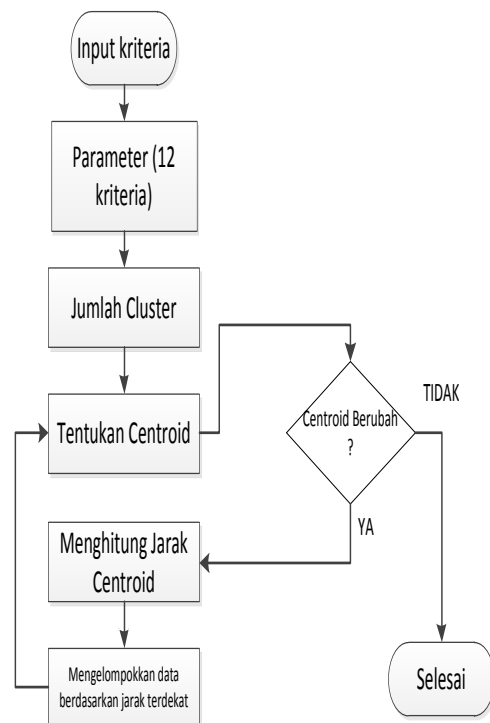 Input kriteria
Parameter (12
kriteria)
Jumlah Cluster
Tentukan Centroid
Centroid Berubah
?
TIDAK
YA
Menghitung Jarak
Centroid
Mengelompokkan data
berdasarkan jarak terdekat
Selesai